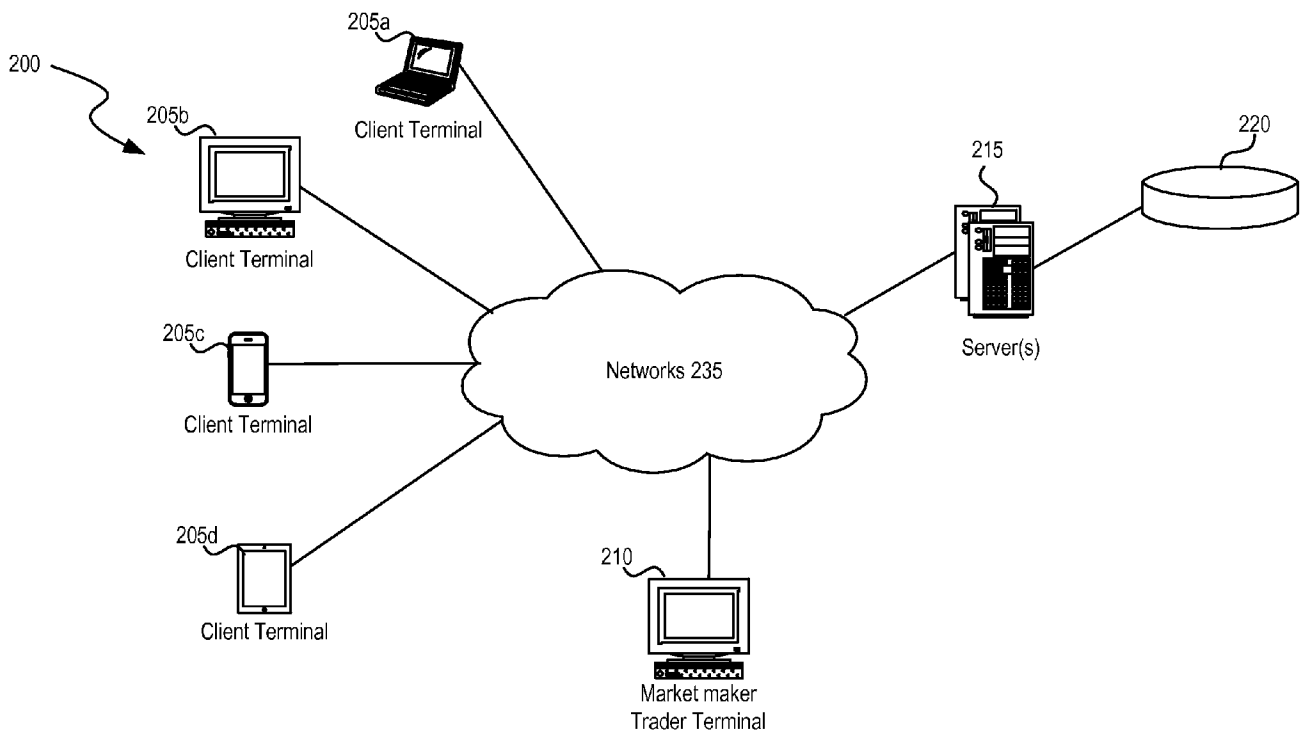 205a
200
Client Terminal
205b
Client Terminal
215
220
205c
Client Terminal
Networks 235
Server(s)
205d
Client Terminal
210
Market maker
Trader Terminal